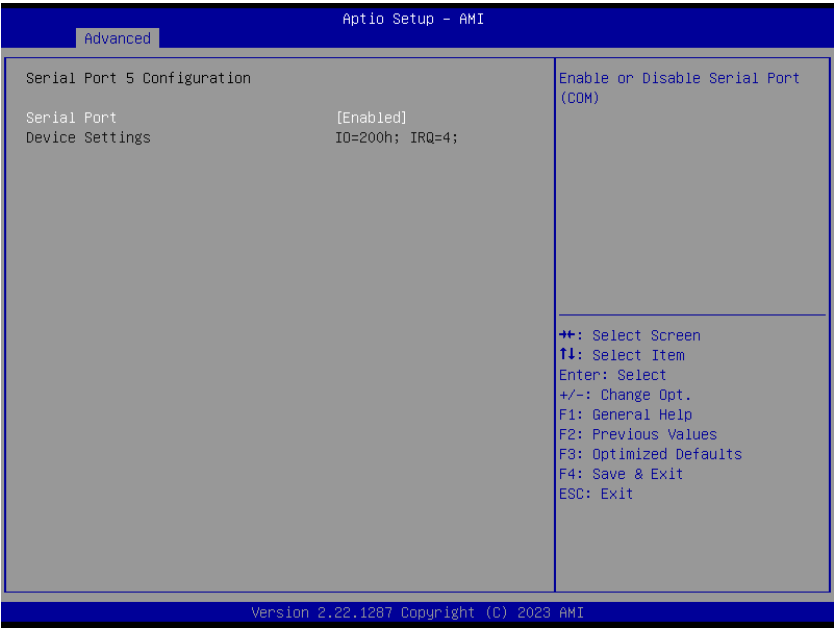 Aptio Setup – AMI
Advanced
Serial Port 5 Configuration
Serial Port [Enabled]
Device Settings IO=200h; IRQ=4;
Enable or Disable Serial Port
(COM)
→←: Select Screen
↑↓: Select Item
Enter: Select
+/-: Change Opt.
F1: General Help
F2: Previous Values
F3: Optimized Defaults
F4: Save & Exit
ESC: Exit
Version 2.22.1287 Copyright (C) 2023 AMI